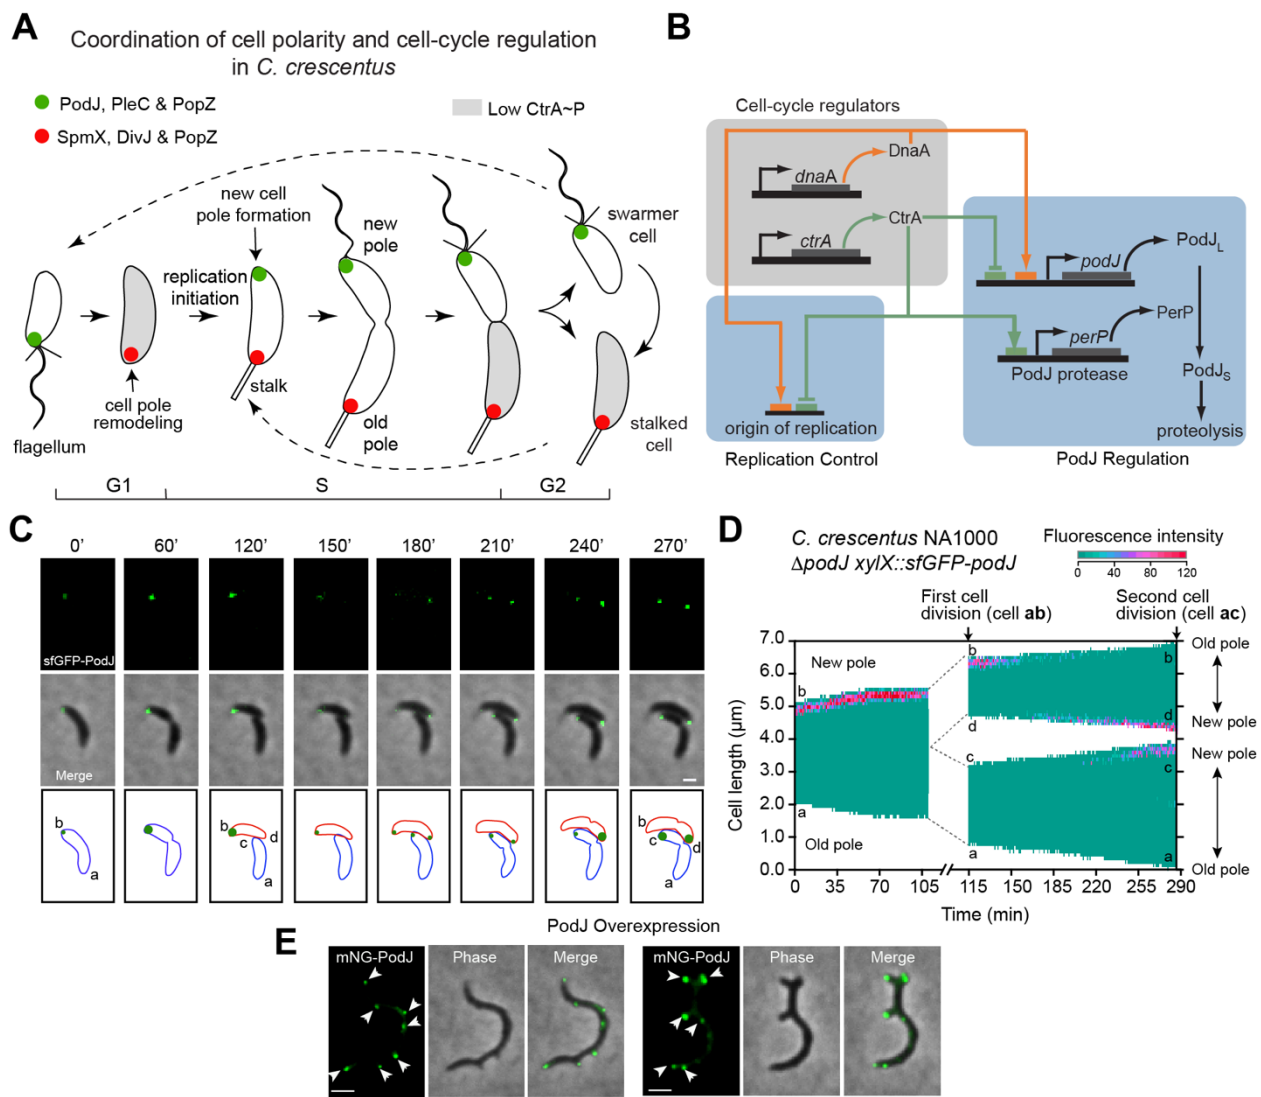 A
Coordination of cell polarity and cell-cycle regulation
in C. crescentus
PodJ, PleC & PopZ
SpmX, DivJ & PopZ
Low CtrA~P
new cell
pole formation
replication
initiation
new
pole
swarmer
cell
stalk
cell pole
remodeling
flagellum
old
pole
stalked
cell
G1
S
G2
B
Cell-cycle regulators
dnaA
DnaA
ctrA
CtrA
podJ
PodJL
perP
PerP
PodJ protease
PodJS
proteolysis
origin of replication
Replication Control
PodJ Regulation
C
0’
60’
120’
150’
180’
210’
240’
270’
sfGFP-PodJ
Merge
b
a
b
c
d
a
b
c
d
a
D
C. crescentus NA1000
ΔpodJ xylX::sfGFP-podJ
Fluorescence intensity
0
40
80
120
First cell
division (cell ab)
Second cell
division (cell ac)
Cell length (μm)
7.0
6.0
5.0
4.0
3.0
2.0
1.0
0.0
New pole
b
a
Old pole
b
d
c
a
b
d
c
a
Old pole
New pole
New pole
Old pole
0
35
70
105
115
150
185
220
255
290
Time (min)
E
PodJ Overexpression
mNG-PodJ
Phase
Merge
mNG-PodJ
Phase
Merge